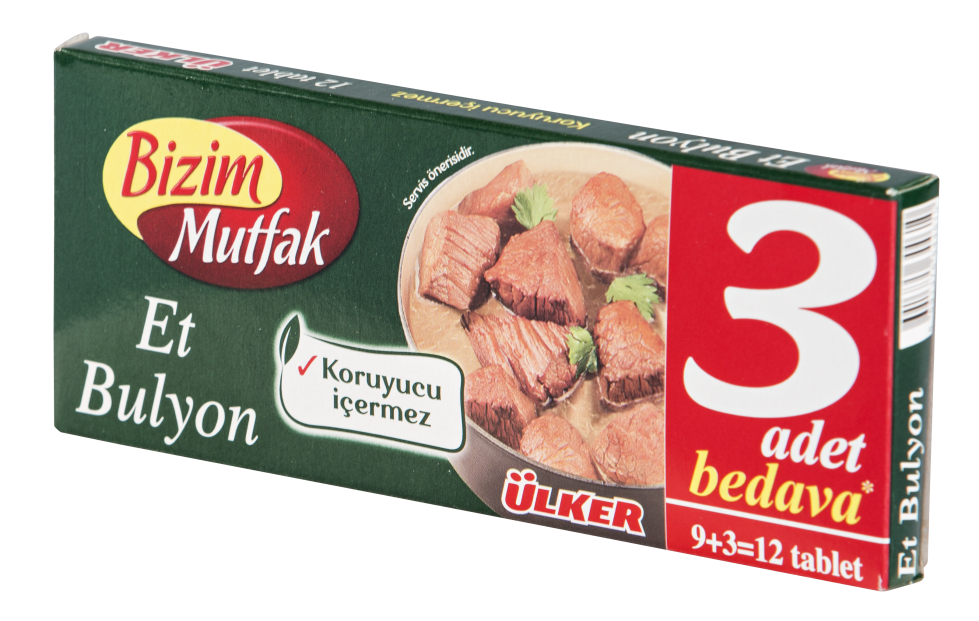 ÜLKER
12 tablet
Koruyucu içermez
Et Bulyon
Bizim
Mutfak
Servis önerisidir.
Et
Bulyon
Koruyucu
içermez
ÜLKER
3
adet
bedava*
9+3=12 tablet
Et Bulyon